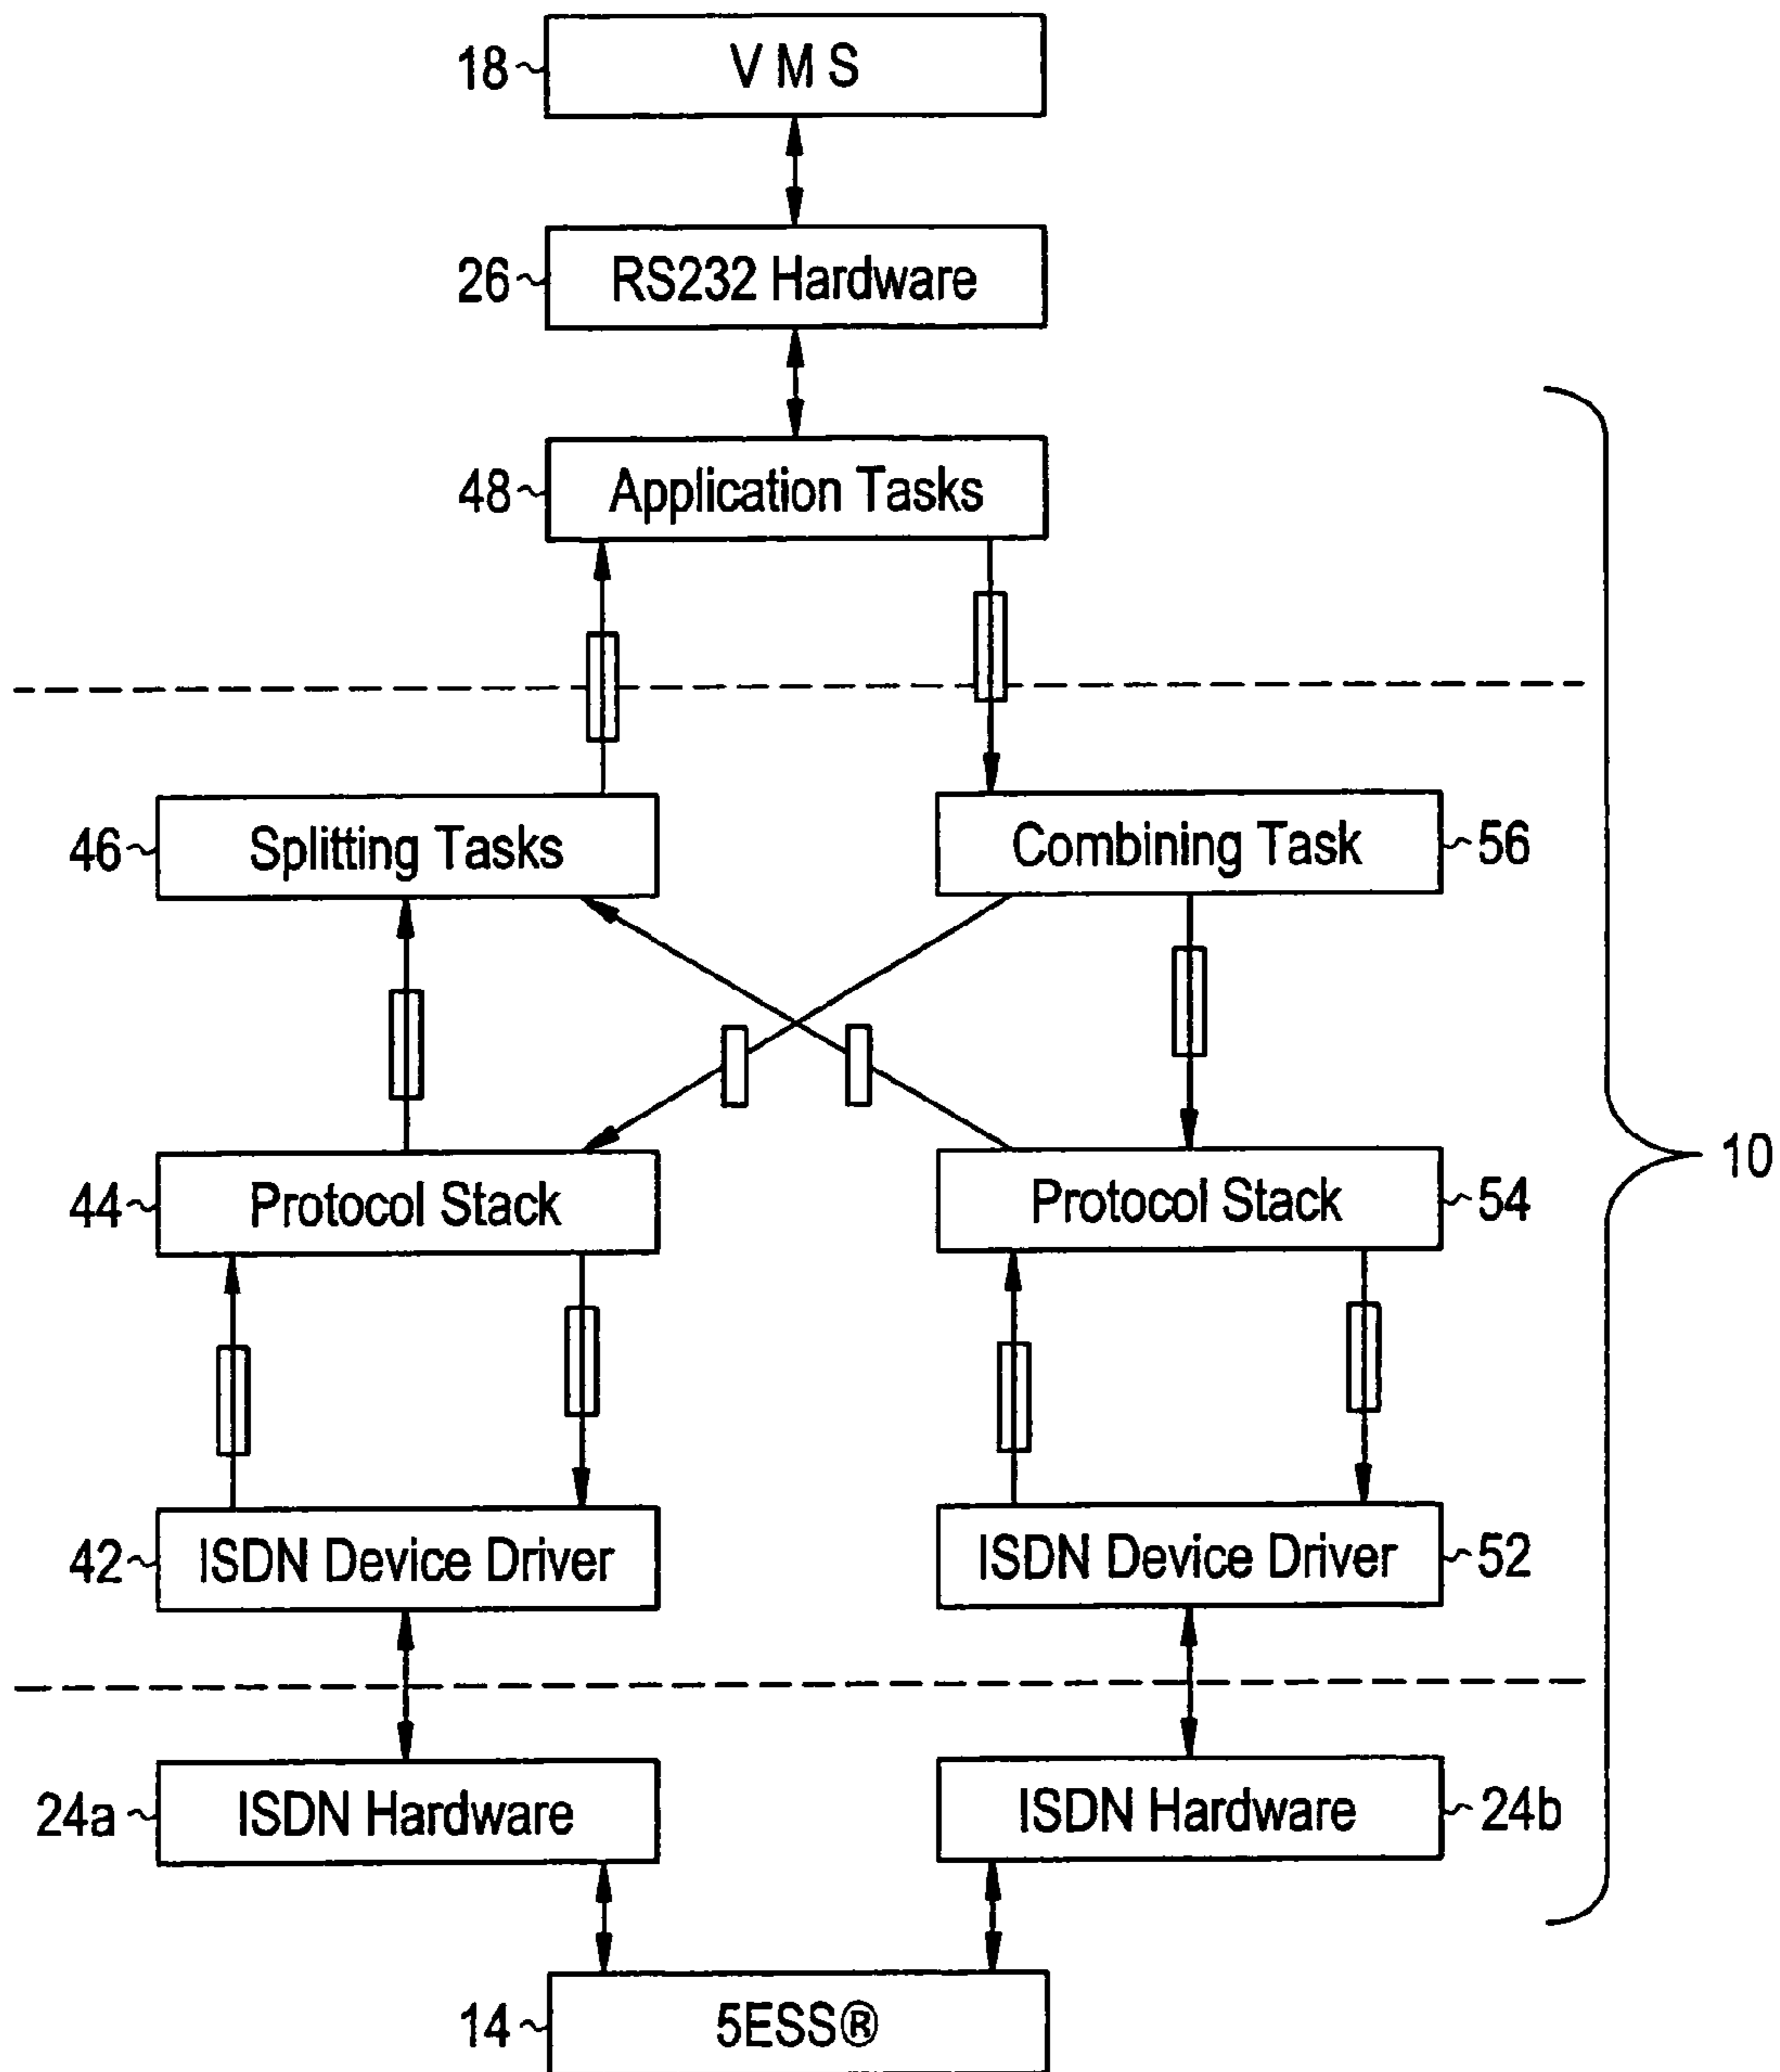 18 V M S
26 RS232 Hardware
48 Application Tasks
46 Splitting Tasks
Combining Task 56
10
44 Protocol Stack
Protocol Stack 54
42 ISDN Device Driver
ISDN Device Driver 52
24a ISDN Hardware
ISDN Hardware 24b
14 5ESS®